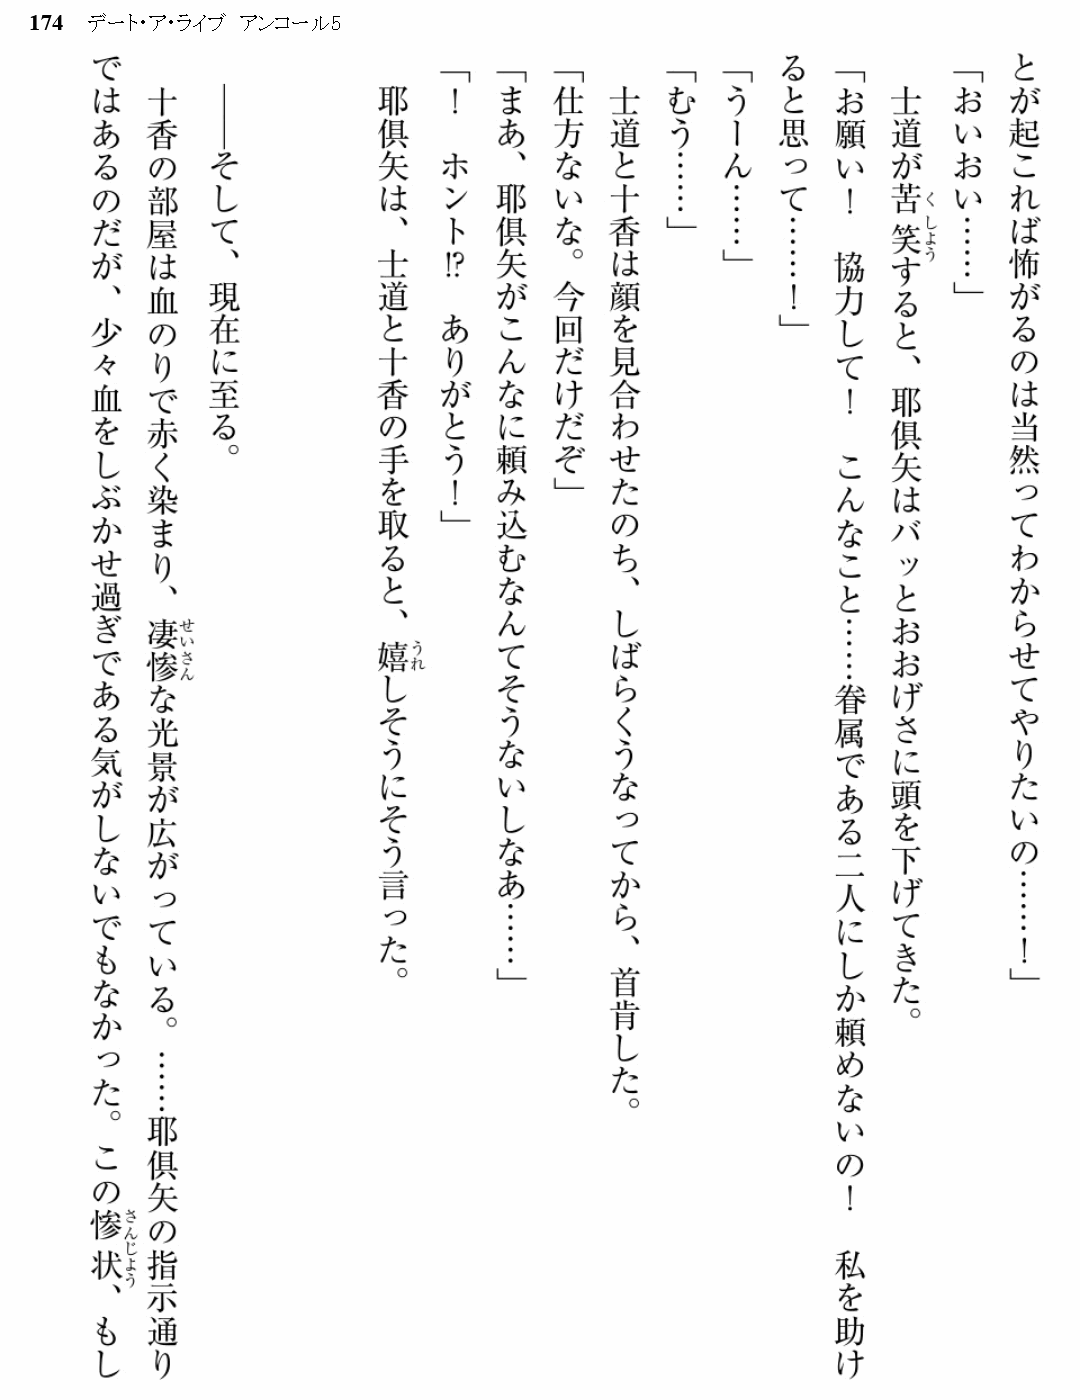 174 デート・ア・ライブ アンコール5
とが起これば怖がるのは当然ってわからせてやりたいの……！」
「おいおい……」
　士道が苦笑すると、耶倶矢はバッとおおげさに頭を下げてきた。
「お願い！　協力して！　こんなこと……眷属である二人にしか頼めないの！　私を助け
ると思って……！」
「うーん……」
「むう……」
　士道と十香は顔を見合わせたのち、しばらくうなってから、首肯した。
「仕方ないな。今回だけだぞ」
「まあ、耶倶矢がこんなに頼み込むなんてそうないしなあ……」
「！　ホント⁉　ありがとう！」
　耶倶矢は、士道と十香の手を取ると、嬉しそうにそう言った。
　――そして、現在に至る。
　十香の部屋は血のりで赤く染まり、凄惨な光景が広がっている。……耶倶矢の指示通り
ではあるのだが、少々血をしぶかせ過ぎである気がしないでもなかった。この惨状、もし